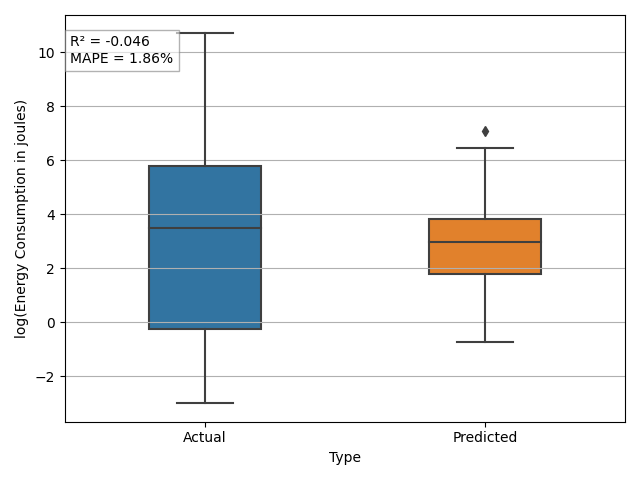 R² = -0.046
MAPE = 1.86%
10
8
6
4
2
0
−2
log(Energy Consumption in joules)
Actual
Predicted
Type